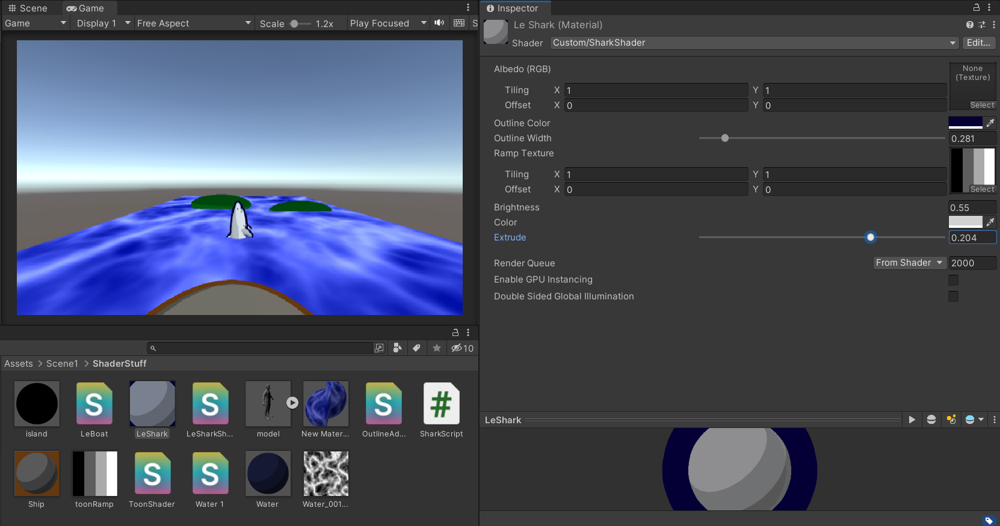 Scene Game
Game Display 1 Free Aspect Scale 1.2x Play Focused S
Assets > Scene1 > ShaderStuff
10
island LeBoat LeShark LeSharkSh... model New Mater... OutlineAd... SharkScript
Ship toonRamp ToonShader Water 1 Water Water_001...
Inspector
Le Shark (Material)
Shader Custom/SharkShader Edit...
Albedo (RGB)
None
(Texture)
Tiling X 1 Y 1
Offset X 0 Y 0
Select
Outline Color
Outline Width 0.281
Ramp Texture
Tiling X 1 Y 1
Offset X 0 Y 0
Select
Brightness 0.55
Color
Extrude 0.204
Render Queue From Shader 2000
Enable GPU Instancing
Double Sided Global Illumination
LeShark